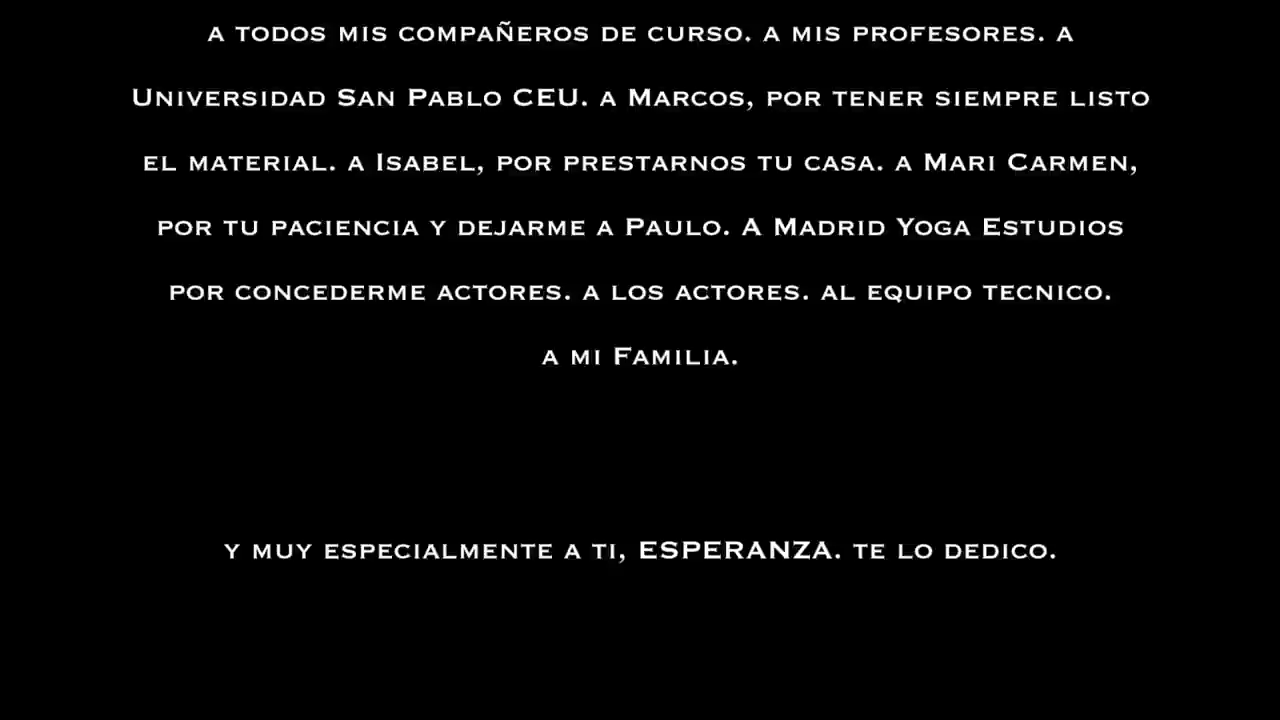 A TODOS MIS COMPAÑEROS DE CURSO. A MIS PROFESORES. A
UNIVERSIDAD SAN PABLO CEU. A MARCOS, POR TENER SIEMPRE LISTO
EL MATERIAL. A ISABEL, POR PRESTARNOS TU CASA. A MARI CARMEN,
POR TU PACIENCIA Y DEJARME A PAULO. A MADRID YOGA ESTUDIOS
POR CONCEDERME ACTORES. A LOS ACTORES. AL EQUIPO TECNICO.
A MI FAMILIA.
Y MUY ESPECIALMENTE A TI, ESPERANZA. TE LO DEDICO.